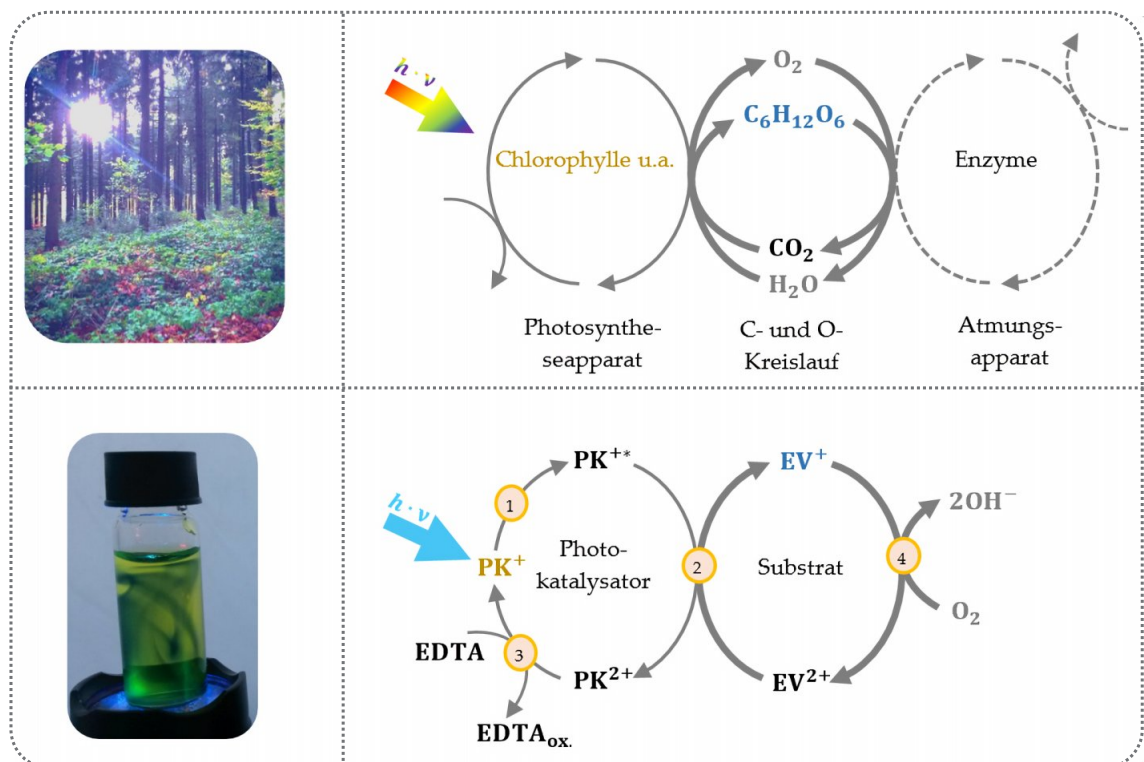 h · ν
O₂
C₆H₁₂O₆
Chlorophylle u.a.
Enzyme
CO₂
H₂O
Photosynthe-
seapparat
C- und O-
Kreislauf
Atmungs-
apparat
h · ν
PK⁺*
EV⁺
1
2OH⁻
PK⁺
Photo-
katalysator
2
Substrat
4
O₂
EDTA
3
PK²⁺
EV²⁺
EDTAₒₓ.